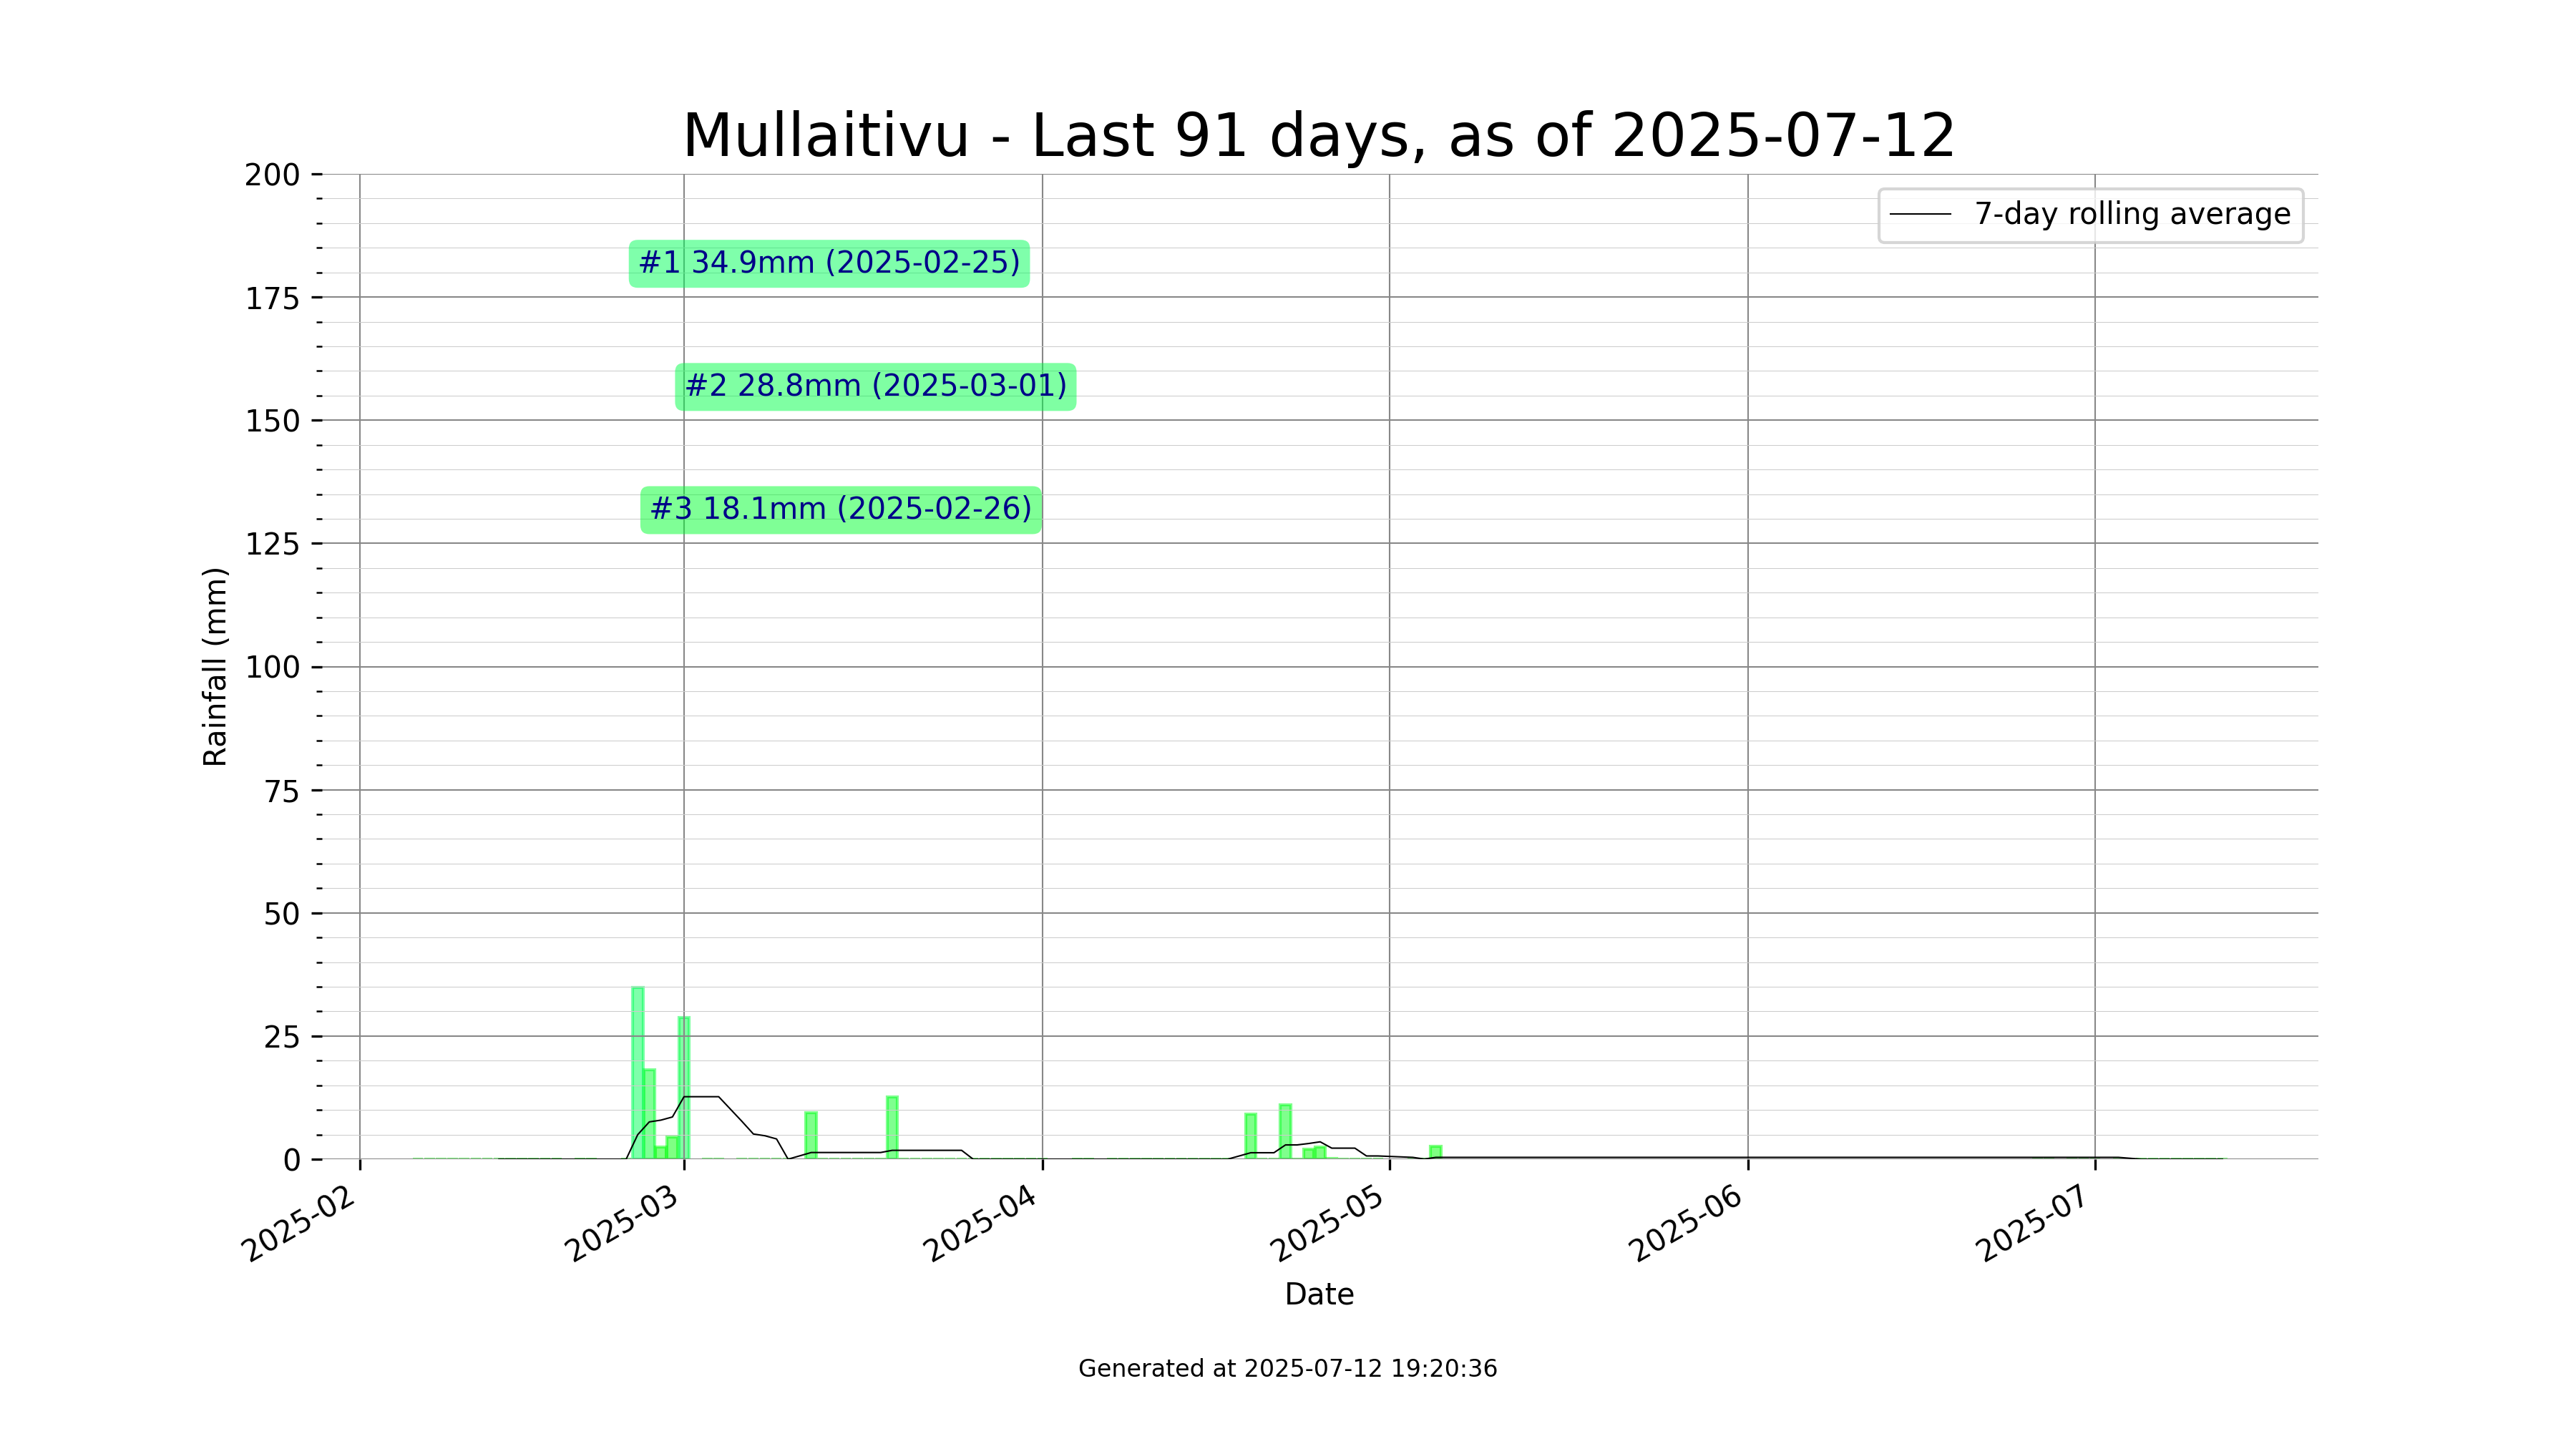 Mullaitivu - Last 91 days, as of 2025-07-12
200
175
150
125
100
75
50
25
0
Rainfall (mm)
7-day rolling average
#1 34.9mm (2025-02-25)
#2 28.8mm (2025-03-01)
#3 18.1mm (2025-02-26)
2025-02
2025-03
2025-04
2025-05
2025-06
2025-07
Date
Generated at 2025-07-12 19:20:36